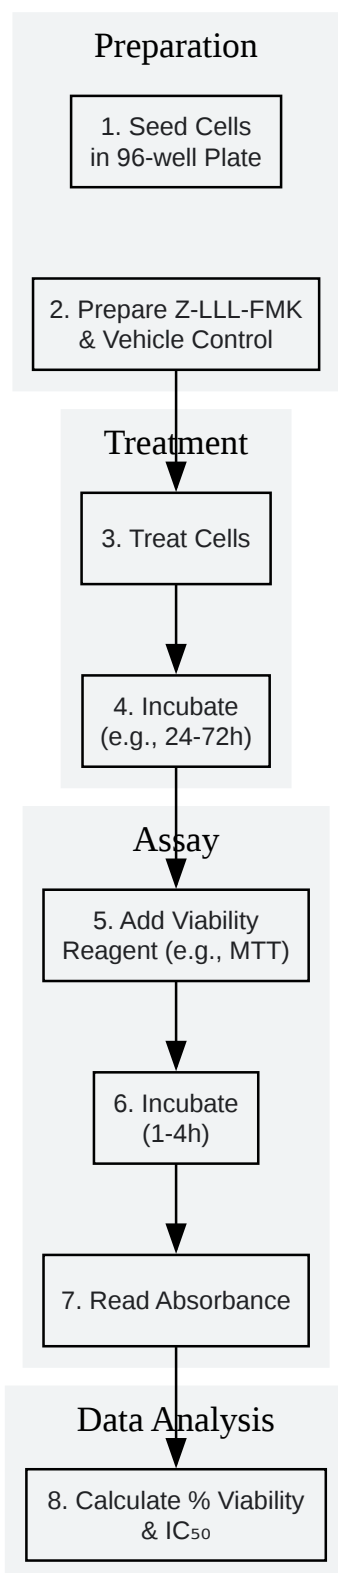 Preparation
1. Seed Cells
in 96-well Plate
2. Prepare Z-LLL-FMK
& Vehicle Control
Treatment
3. Treat Cells
4. Incubate
(e.g., 24-72h)
Assay
5. Add Viability
Reagent (e.g., MTT)
6. Incubate
(1-4h)
7. Read Absorbance
Data Analysis
8. Calculate % Viability
& IC₅₀